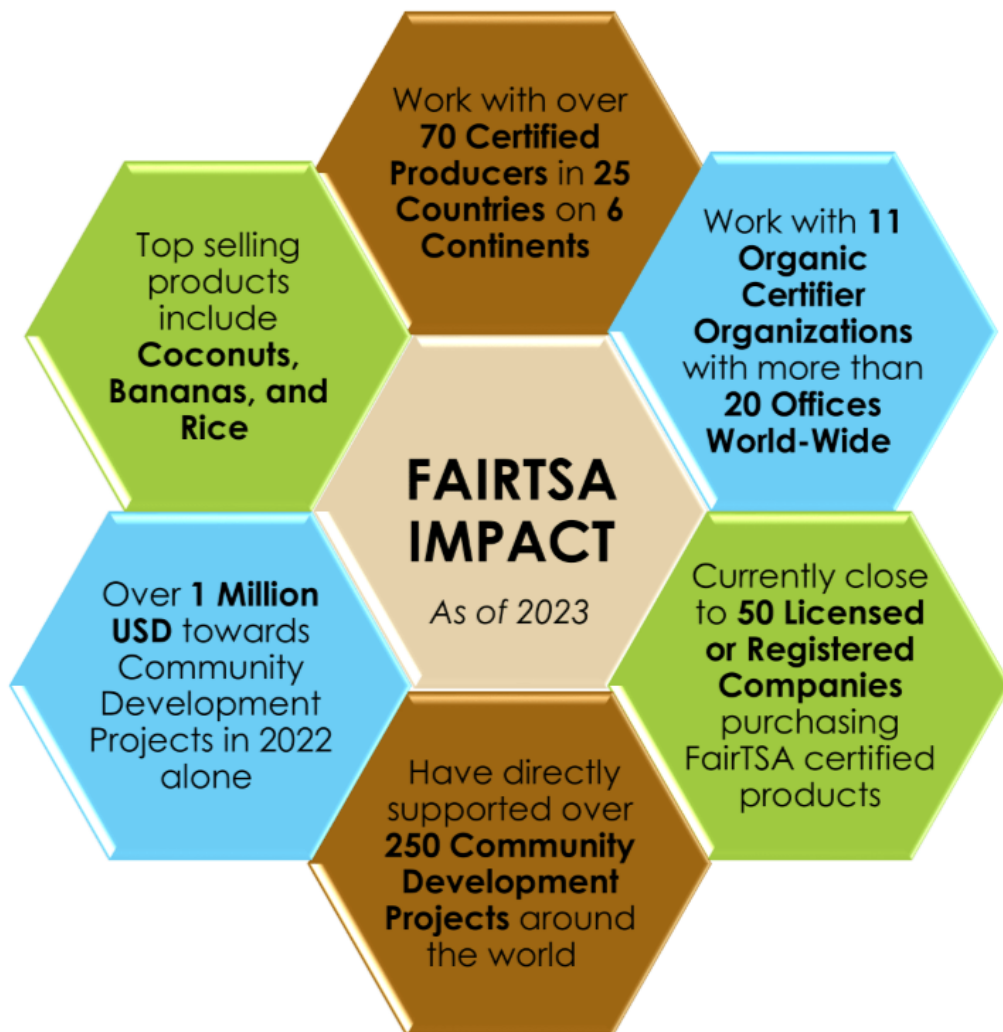 Work with over
70 Certified
Producers in 25
Countries on 6
Continents
Top selling
products
include
Coconuts,
Bananas, and
Rice
Work with 11
Organic
Certifier
Organizations
with more than
20 Offices
World-Wide
FAIRTSA
IMPACT
As of 2023
Over 1 Million
USD towards
Community
Development
Projects in 2022
alone
Currently close
to 50 Licensed
or Registered
Companies
purchasing
FairTSA certified
products
Have directly
supported over
250 Community
Development
Projects around
the world